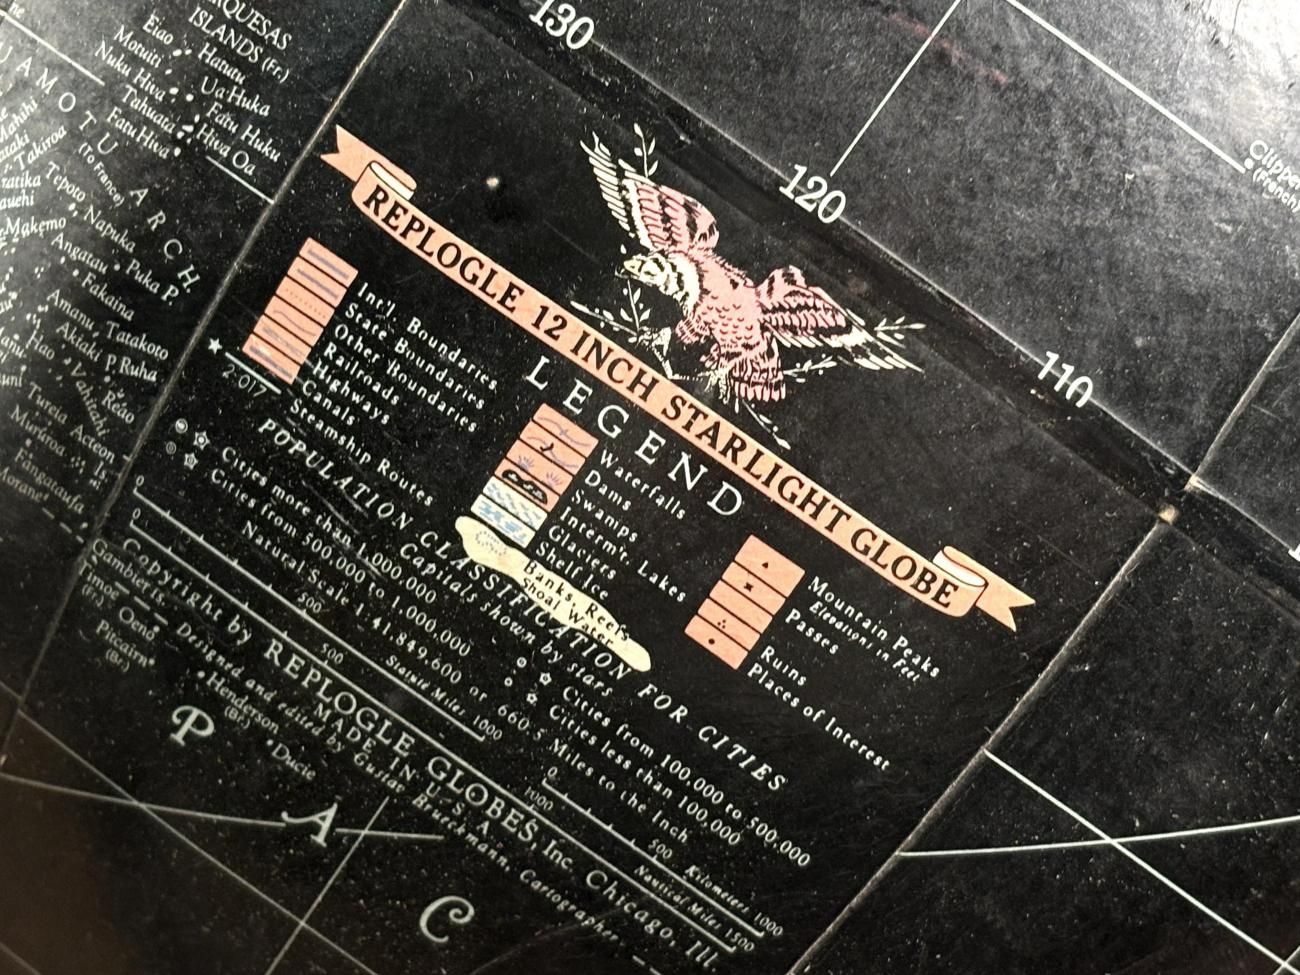 RQUESAS
ISLANDS (Fr.)
Eiao
Hatutu
Motuiti
Ua Huka
Nuku Hiva
Fatu Huku
Tahuata
Hiva Oa
Fatu Hiva
U A M O T U A R C H.
(To France)
Mahihi
Takiroa
Tepoto Napuka
Makemo
Angatau Puka P.
Fakaina
Amanu Tatakoto
Akiaki P. Ruha
Hao Vahitahi
Reao
Tureia Acteon
Is.
Fangataufa
130
120
110
(French)
REPLOGLE 12 INCH STARLIGHT GLOBE
LEGEND
Int'l. Boundaries
State Boundaries
Other Boundaries
Railroads
Highways
Canals
2·017 Steamship Routes
Waterfalls
Dams
Swamps
Interm't. Lakes
Glaciers
Shelf Ice
Banks, Reefs
Shoal Water
Mountain Peaks
Elevations in Feet
Passes
Ruins
Places of Interest
POPULATION CLASSIFICATION FOR CITIES
Capitals shown by stars
Cities more than 1,000,000
Cities from 100,000 to 500,000
Cities from 500,000 to 1,000,000
Cities less than 100,000
Natural Scale 1:41,849,600 or 660.5 Miles to the Inch
0 500 Statute Miles 1000
0 500 Kilometers 1000
0 500 1000 Nautical Miles 1500
Copyright by REPLOGLE GLOBES, Inc. Chicago, Ill.
MADE IN U. S. A.
Designed and edited by Gustav Brueckmann, Cartographer
Gambier Is.
(Fr.)
Oeno
Pitcairn
(Br.)
Henderson
(Br.)
Ducie
P A C